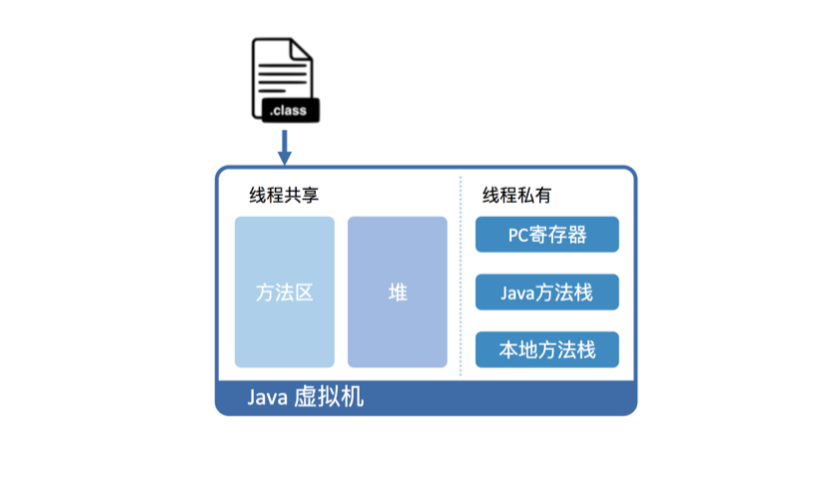 .class
线程共享
线程私有
方法区
堆
PC寄存器
Java方法栈
本地方法栈
Java 虚拟机